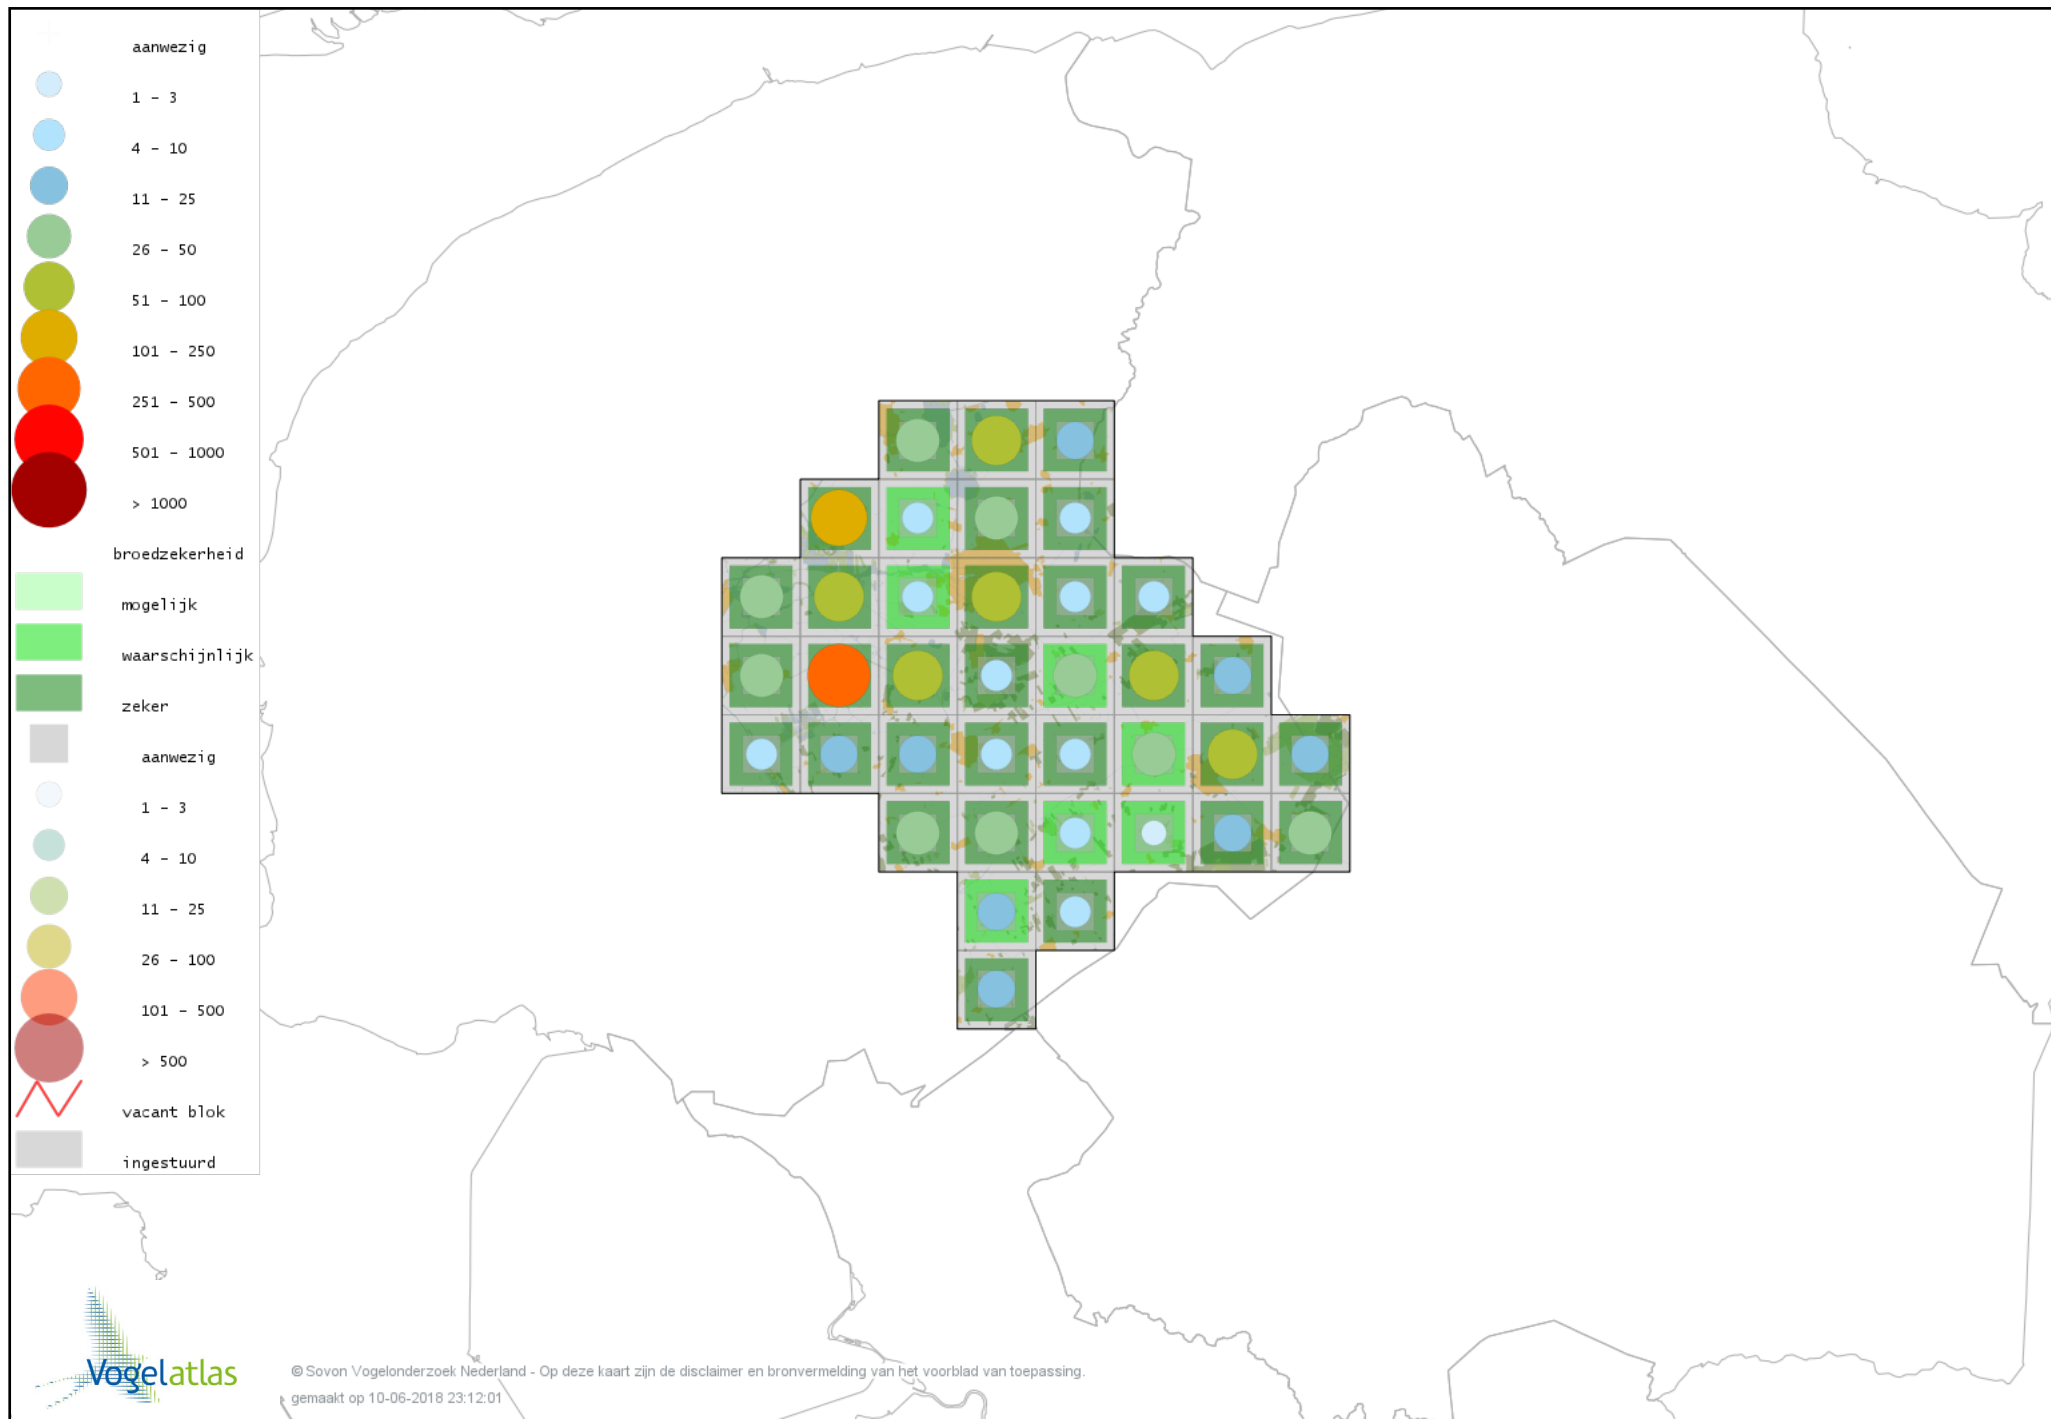 aanwezig
1 - 3
4 - 10
11 - 25
26 - 50
51 - 100
101 - 250
251 - 500
501 - 1000
> 1000
broedzekerheid
mogelijk
waarschijnlijk
zeker
aanwezig
1 - 3
4 - 10
11 - 25
26 - 100
101 - 500
> 500
vacant blok
ingestuurd
Vogelatlas
© Sovon Vogelonderzoek Nederland - Op deze kaart zijn de disclaimer en bronvermelding van het voorblad van toepassing.
gemaakt op 10-06-2018 23:12:01